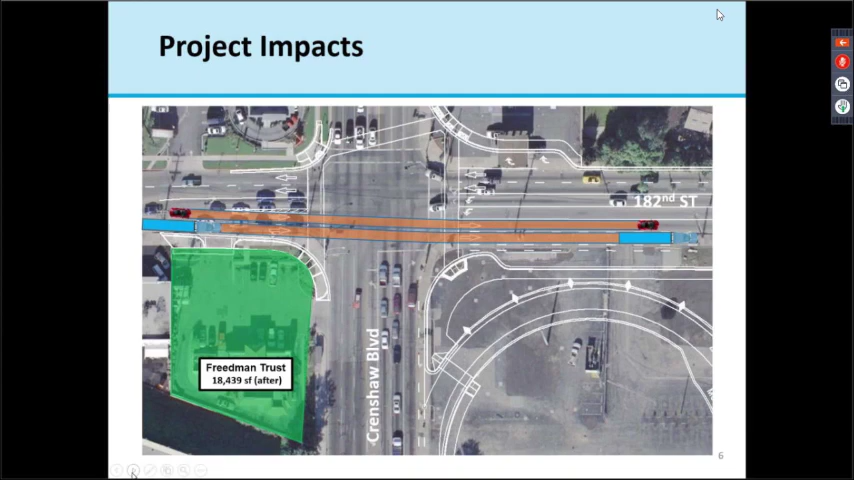 Project Impacts
182nd ST
Crenshaw Blvd
Freedman Trust
18,439 sf (after)
6